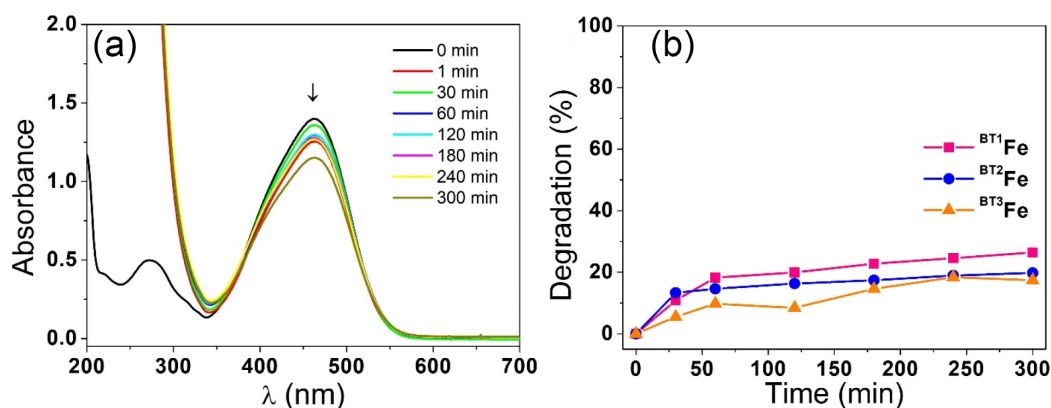 (a)
2.0
1.5
1.0
0.5
0.0
Absorbance
200 300 400 500 600 700
λ (nm)
0 min
1 min
30 min
60 min
120 min
180 min
240 min
300 min
↓
(b)
100
80
60
40
20
0
Degradation (%)
0 50 100 150 200 250 300
Time (min)
BT1Fe
BT2Fe
BT3Fe